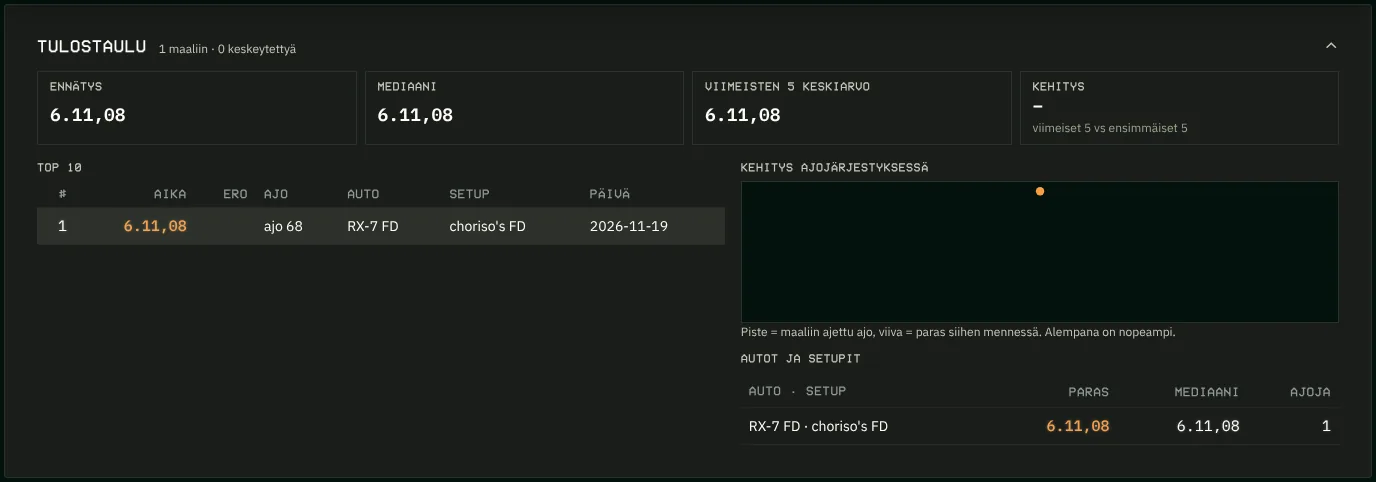 TULOSTAULU 1 maaliin · 0 keskeytettyä
ENNÄTYS
6.11,08
MEDIAANI
6.11,08
VIIMEISTEN 5 KESKIARVO
6.11,08
KEHITYS
–
viimeiset 5 vs ensimmäiset 5
TOP 10
# AIKA ERO AJO AUTO SETUP PÄIVÄ
1 6.11,08 ajo 68 RX-7 FD choriso's FD 2026-11-19
KEHITYS AJOJÄRJESTYKSESSÄ
Piste = maaliin ajettu ajo, viiva = paras siihen mennessä. Alempana on nopeampi.
AUTOT JA SETUPIT
AUTO · SETUP PARAS MEDIAANI AJOJA
RX-7 FD · choriso's FD 6.11,08 6.11,08 1